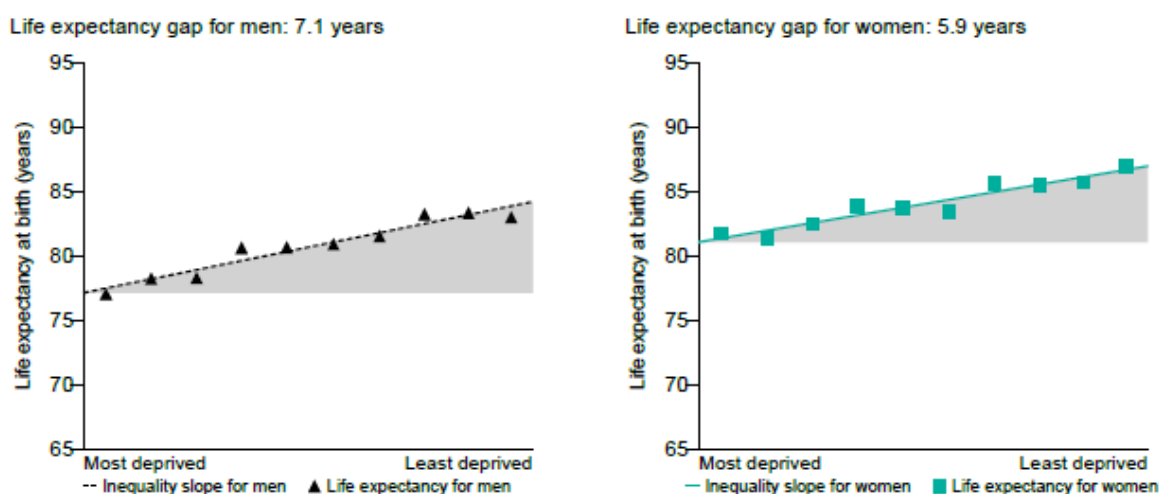 Life expectancy gap for men: 7.1 years
Life expectancy at birth (years)
95
90
85
80
75
70
65
Most deprived Least deprived
Inequality slope for men Life expectancy for men
Life expectancy gap for women: 5.9 years
Life expectancy at birth (years)
95
90
85
80
75
70
65
Most deprived Least deprived
Inequality slope for women Life expectancy for women